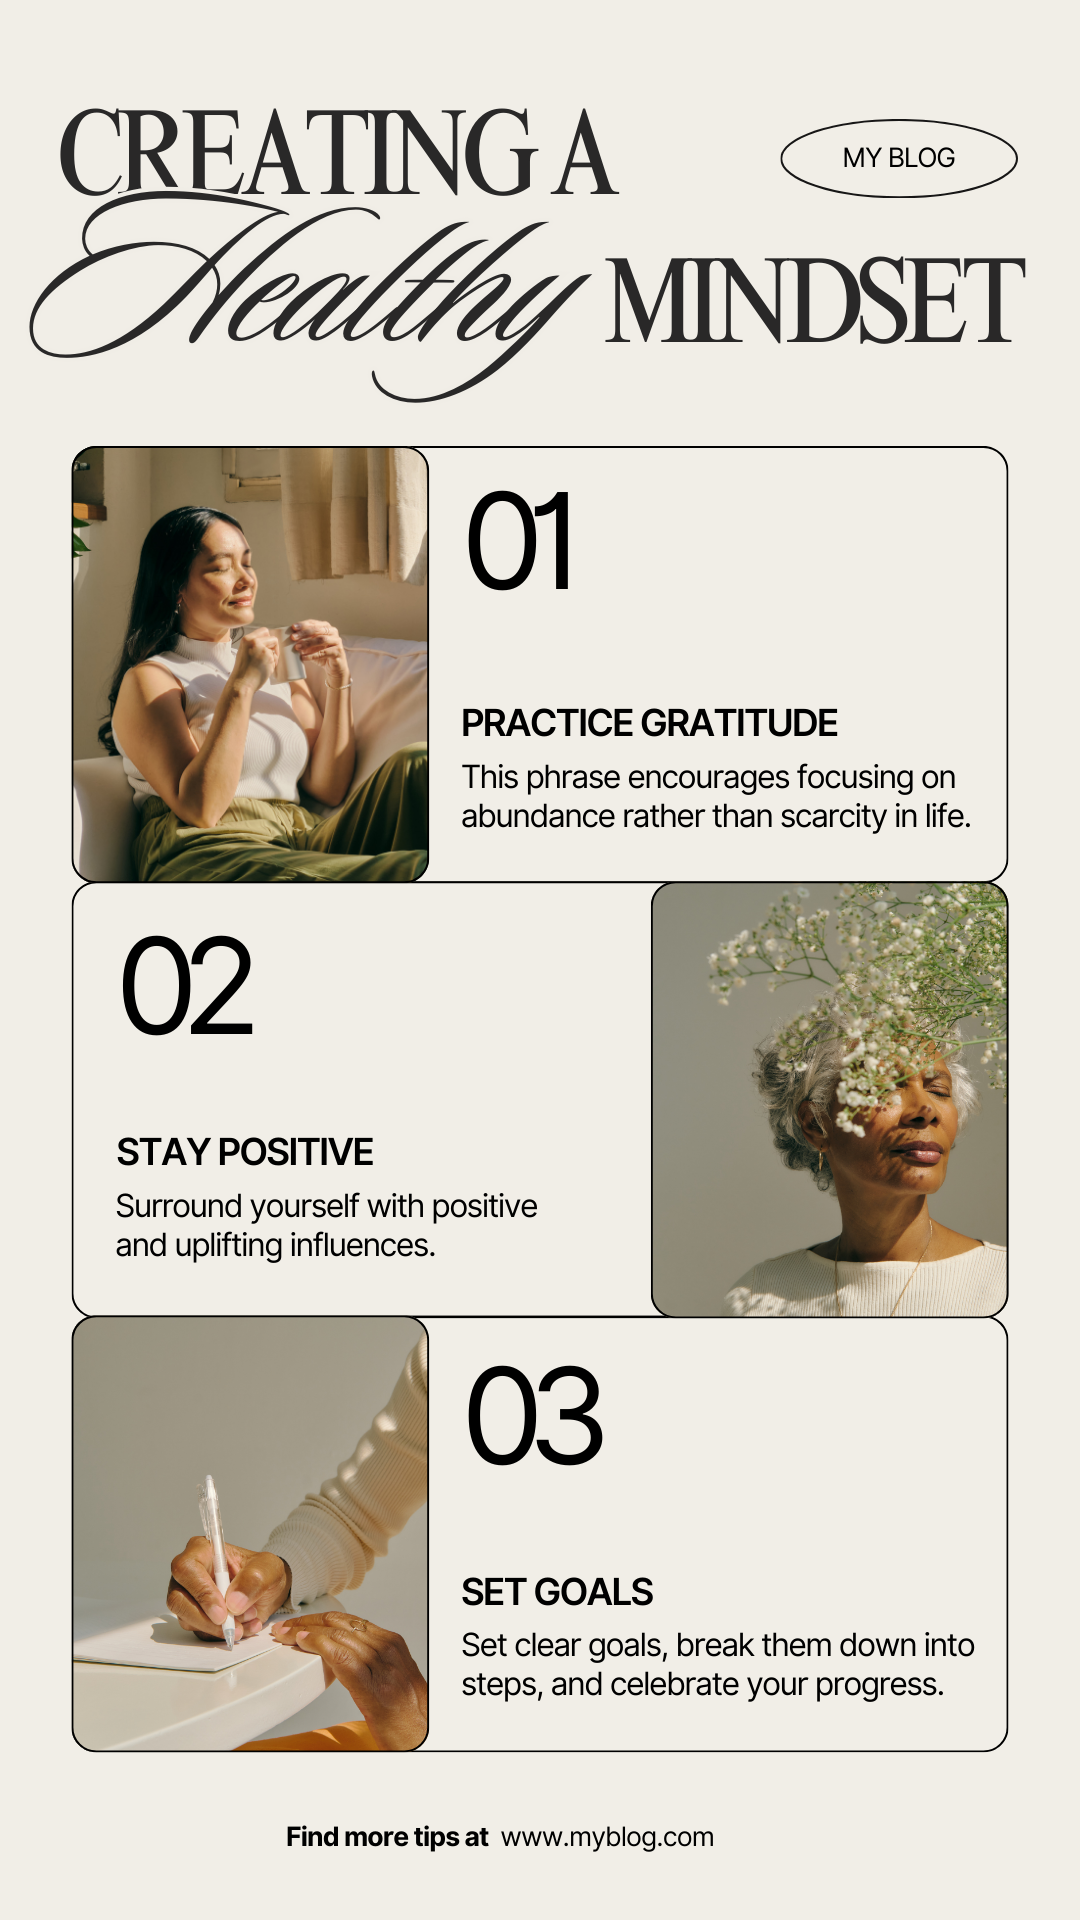 CREATING A
MY BLOG
Healthy MINDSET
01
PRACTICE GRATITUDE
This phrase encourages focusing on
abundance rather than scarcity in life.
02
STAY POSITIVE
Surround yourself with positive
and uplifting influences.
03
SET GOALS
Set clear goals, break them down into
steps, and celebrate your progress.
Find more tips at www.myblog.com